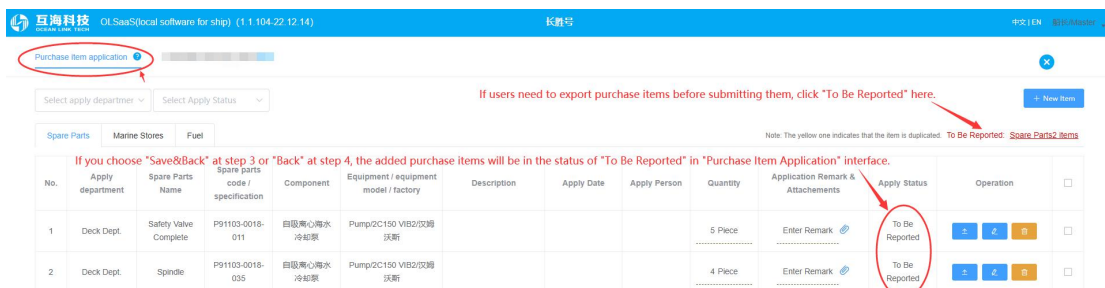 互海科技 OLSaaS(local software for ship) (1.1.104-22.12.14) 长胜号 中文 | EN 船长/Master
OCEAN LINK TECH
Purchase item application ?
Select apply departmer Select Apply Status
If users need to export purchase items before submitting them, click "To Be Reported" here.
+ New Item
Spare Parts Marine Stores Fuel
Note: The yellow one indicates that the item is duplicated. To Be Reported: Spare Parts2 items
If you choose "Save&Back" at step 3 or "Back" at step 4, the added purchase items will be in the status of "To Be Reported" in "Purchase Item Application" interface.
No. Apply department Spare Parts Name Spare parts code / specification Component Equipment / equipment model / factory Description Apply Date Apply Person Quantity Application Remark & Attachements Apply Status Operation
1 Deck Dept. Safety Valve Complete P91103-0018-011 自吸离心海水冷却泵 Pump/2C150 VIB2/汉姆沃斯 5 Piece Enter Remark To Be Reported
2 Deck Dept. Spindle P91103-0018-035 自吸离心海水冷却泵 Pump/2C150 VIB2/汉姆沃斯 4 Piece Enter Remark To Be Reported